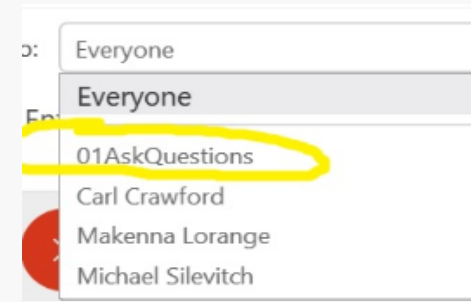 o:
Everyone
Everyone
En
01AskQuestions
Carl Crawford
Makenna Lorange
Michael Silevitch